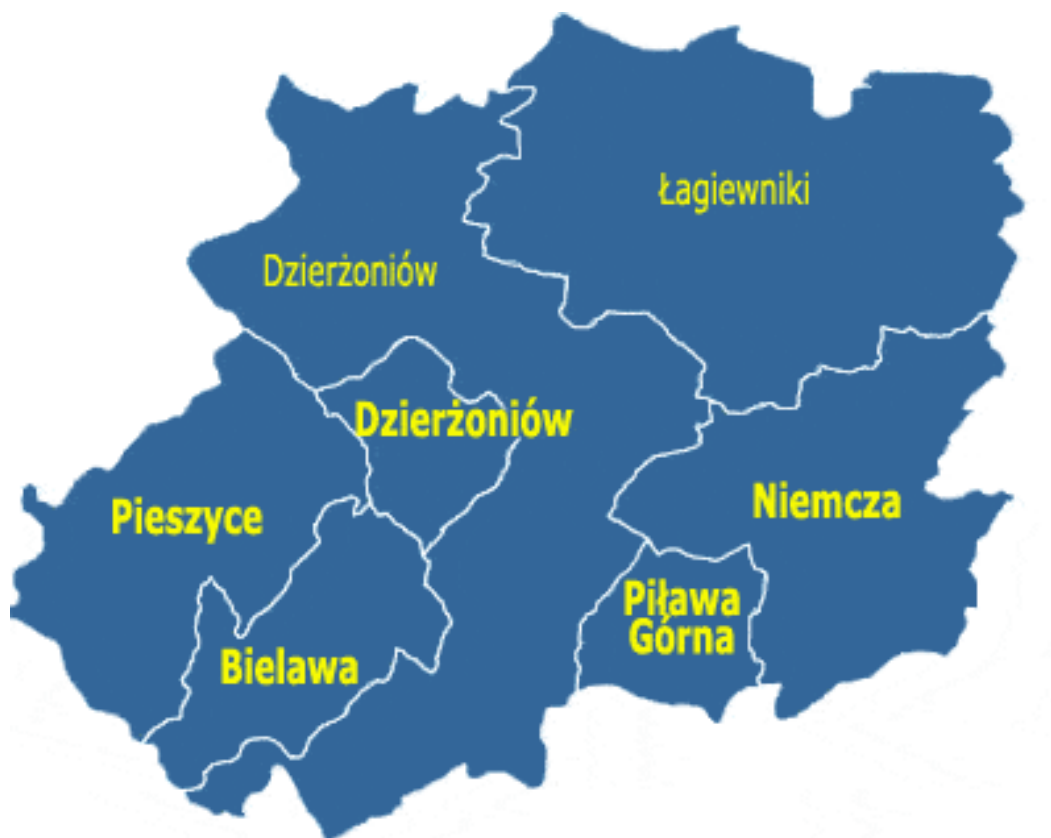 Łagiewniki
Dzierżoniów
Dzierżoniów
Pieszyce
Niemcza
Piława
Górna
Bielawa